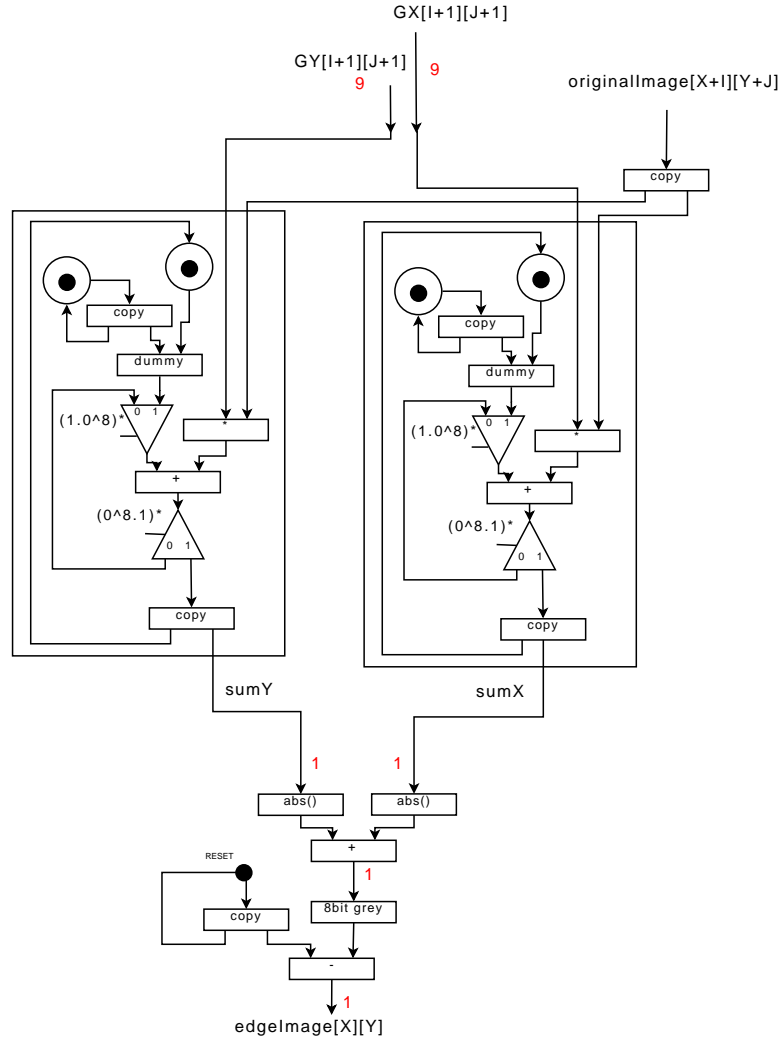 GX[I+1][J+1]
GY[I+1][J+1]
9
9
originalImage[X+I][Y+J]
copy
copy
dummy
0 1
(1.0^8)*
*
+
(0^8.1)*
0 1
copy
copy
dummy
0 1
(1.0^8)*
*
+
(0^8.1)*
0 1
copy
sumY
sumX
1
1
abs()
abs()
+
RESET
1
copy
8bit grey
-
1
edgeImage[X][Y]